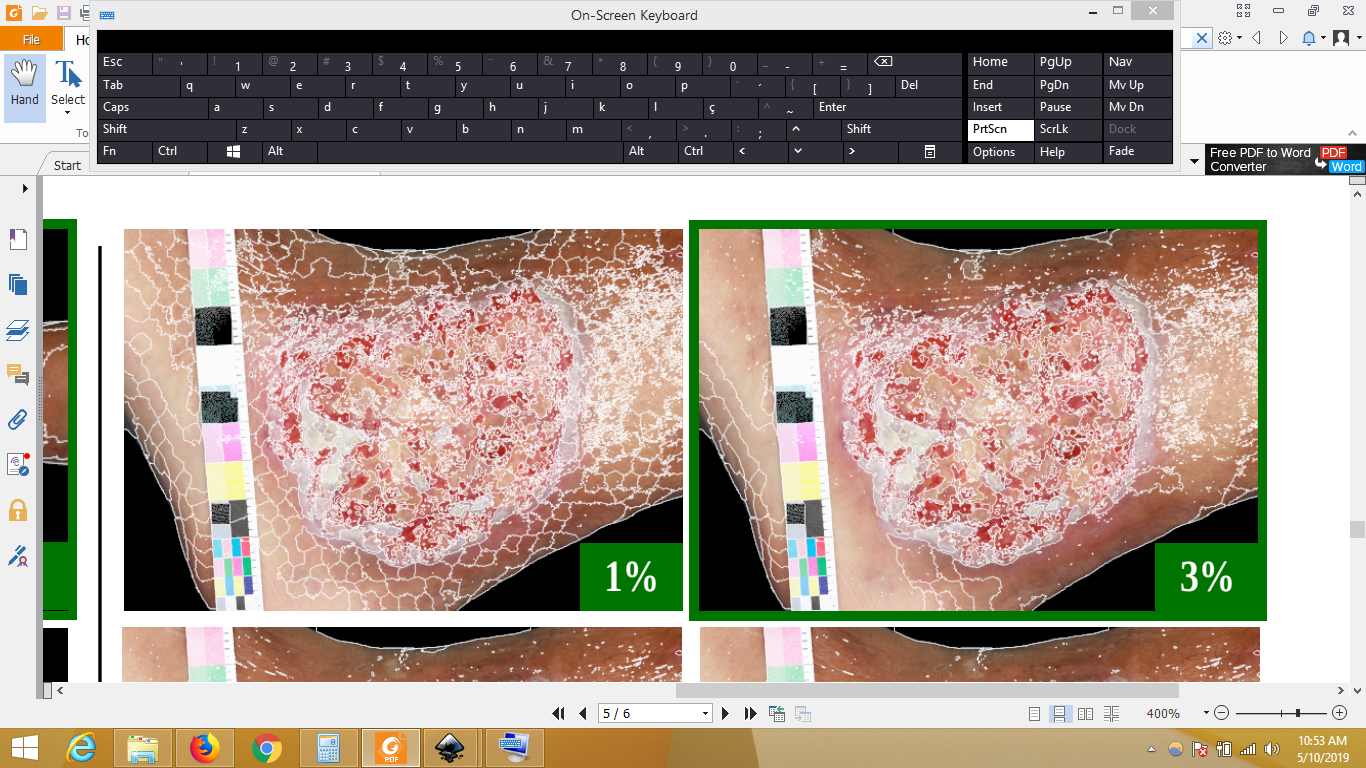 On-Screen Keyboard
File
Ho
Hand
Select
To
Start
Esc " ' ! 1 @ 2 # 3 $ 4 % 5 6 & 7 * 8 ( 9 ) 0 _ - + = Home PgUp Nav
Tab q w e r t y u i o p ` ´ { [ } ] Del End PgDn Mv Up
Caps a s d f g h j k l ç ^ ~ Enter Insert Pause Mv Dn
Shift z x c v b n m < , > . : ; Shift PrtScn ScrLk Dock
Fn Ctrl Alt Alt Ctrl Options Help Fade
Free PDF to Word
Converter
PDF
Word
1%
3%
5 / 6
400%
PDF
10:53 AM
5/10/2019